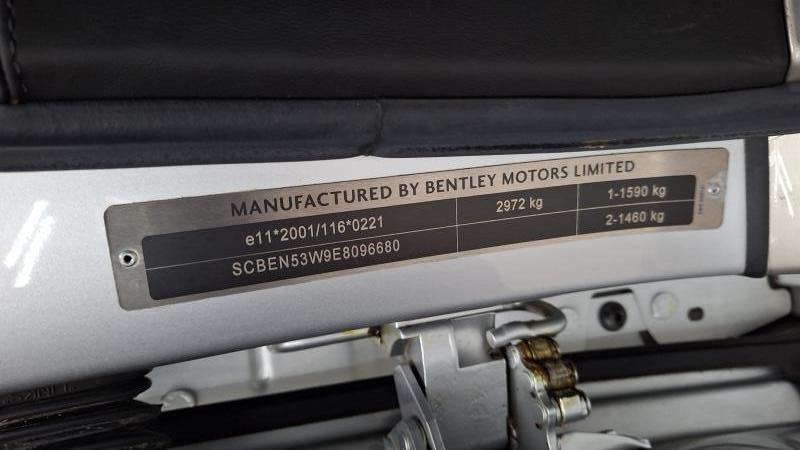 MANUFACTURED BY BENTLEY MOTORS LIMITED
e11*2001/116*0221 2972 kg 1-1590 kg
SCBEN53W9E8096680 2-1460 kg